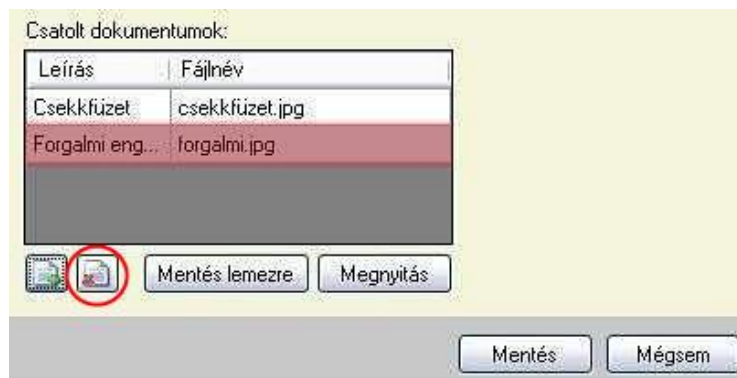 Csatolt dokumentumok:
Leírás Fájlnév
Csekkfüzet csekkfüzet.jpg
Forgalmi eng... forgalmi.jpg
Mentés lemezre Megnyitás
Mentés Mégsem